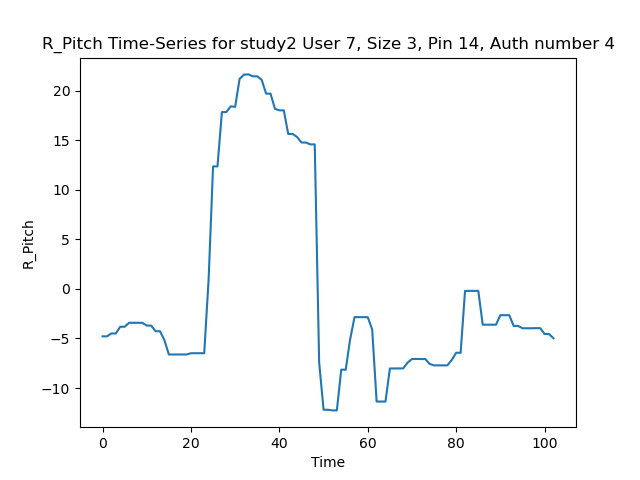 R_Pitch Time-Series for study2 User 7, Size 3, Pin 14, Auth number 4
20
15
10
5
0
−5
−10
R_Pitch
0 20 40 60 80 100
Time